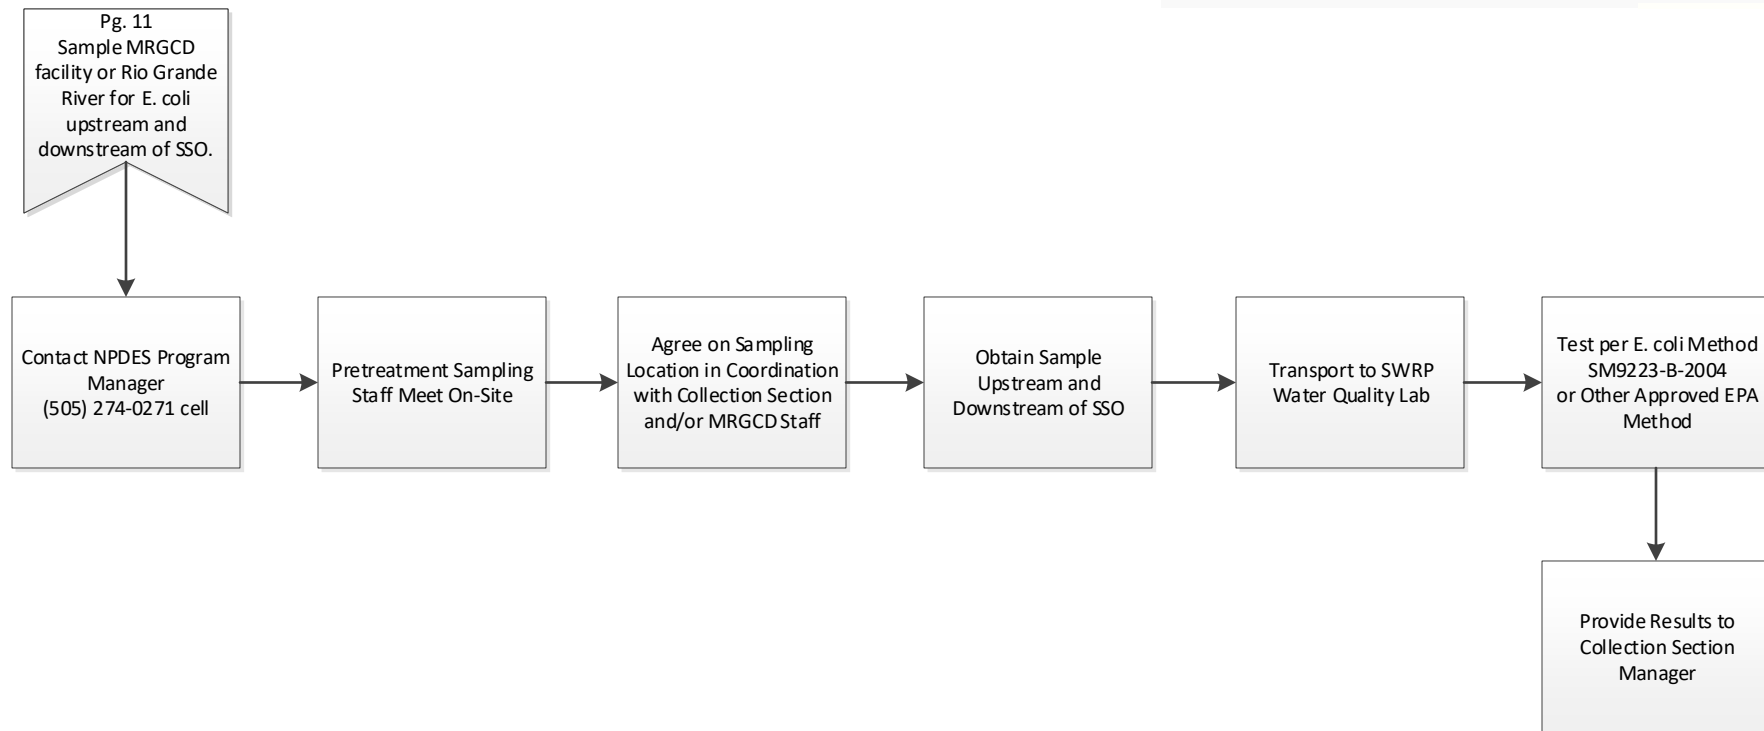 Pg. 11
Sample MRGCD
facility or Rio Grande
River for E. coli
upstream and
downstream of SSO.
Contact NPDES Program
Manager
(505) 274-0271 cell
Pretreatment Sampling
Staff Meet On-Site
Agree on Sampling
Location in Coordination
with Collection Section
and/or MRGCD Staff
Obtain Sample
Upstream and
Downstream of SSO
Transport to SWRP
Water Quality Lab
Test per E. coli Method
SM9223-B-2004
or Other Approved EPA
Method
Provide Results to
Collection Section
Manager